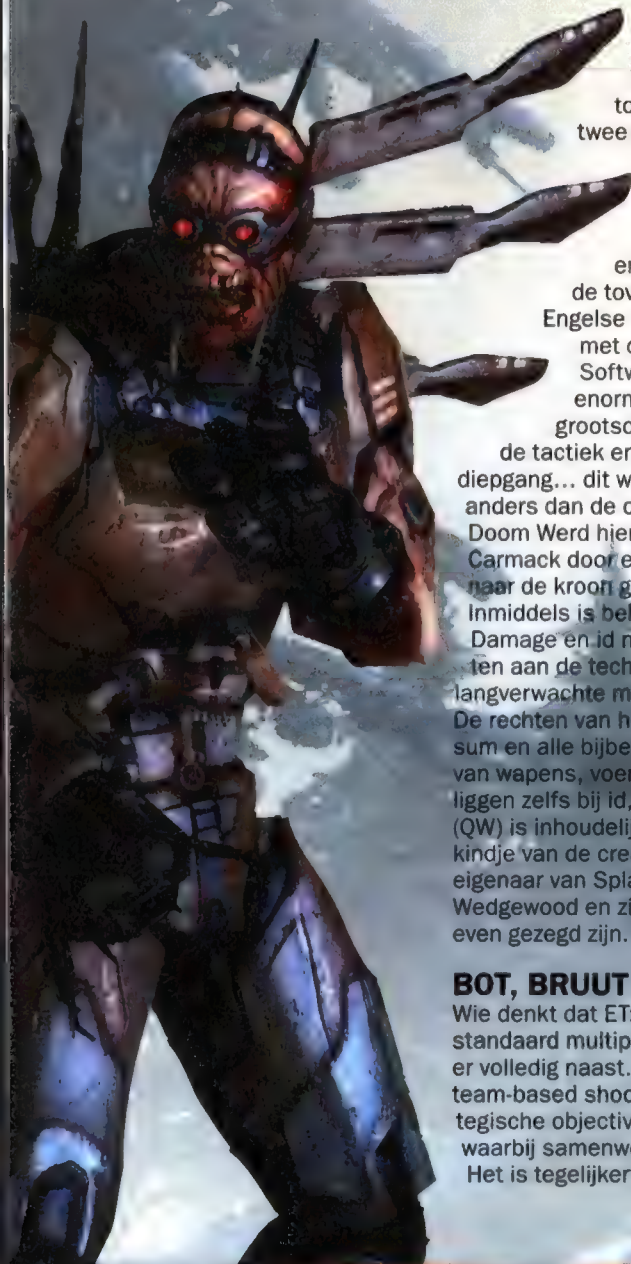 to
twee
en
de tov
Engelse
met d
Softw
enorm
grootsc
de tactiek en
diepgang... dit w
anders dan de o
Doom Werd hier
Carmack door e
naar de kroon g
Inmiddels is bel
Damage en id n
ten aan de tech
langverwachte m
De rechten van h
sum en alle bijbe
van wapens, voer
liggen zelfs bij id,
(QW) is inhoudelij
kindje van de cre
eigenaar van Spla
Wedgewood en zi
even gezegd zijn.
BOT, BRUUT
Wie denkt dat ET:
standaard multip
er volledig naast.
team-based shoo
tegische objectiv
waarbij samenwe
Het is tegelijker